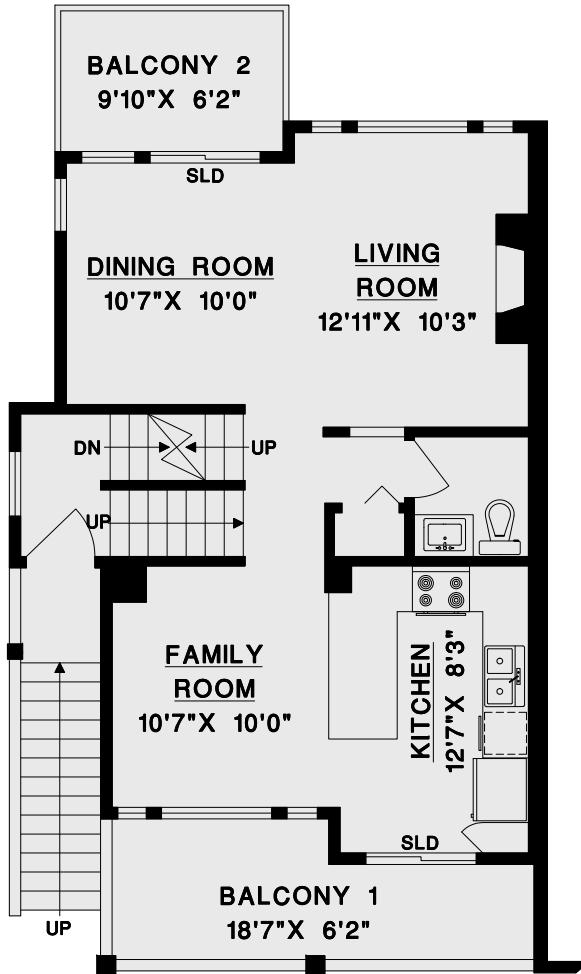 BALCONY 2
9'10"X 6'2"
SLD
DINING ROOM
10'7"X 10'0"
LIVING
ROOM
12'11"X 10'3"
DN
UP
UP
FAMILY
ROOM
10'7"X 10'0"
KITCHEN
12'7"X 8'3"
SLD
BALCONY 1
18'7"X 6'2"
UP